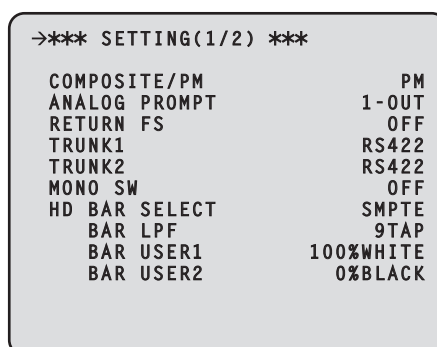 →*** SETTING(1/2) ***
COMPOSITE/PM PM
ANALOG PROMPT 1-OUT
RETURN FS OFF
TRUNK1 RS422
TRUNK2 RS422
MONO SW OFF
HD BAR SELECT SMPTE
BAR LPF 9TAP
BAR USER1 100%WHITE
BAR USER2 0%BLACK